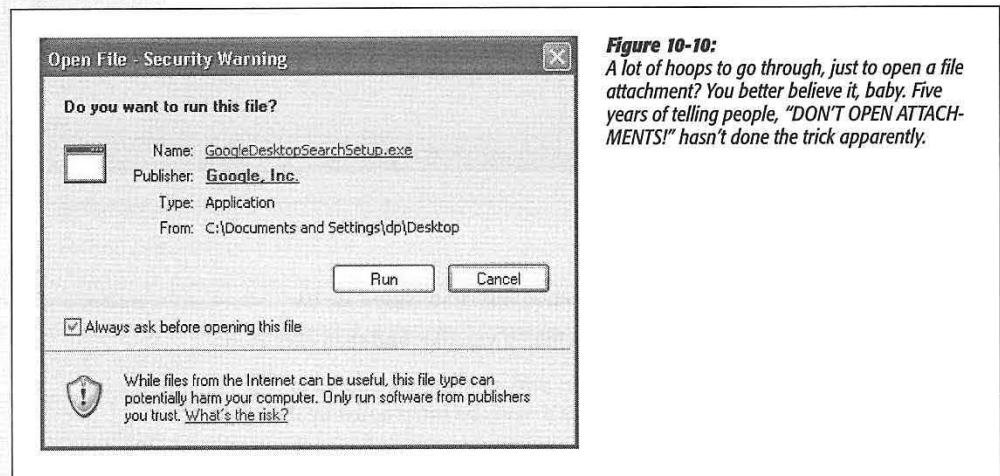 Open File - Security Warning
Do you want to run this file?
Name: GoogleDesktopSearchSetup.exe
Publisher: Google, Inc.
Type: Application
From: C:\Documents and Settings\dp\Desktop
Run
Cancel
Always ask before opening this file
While files from the Internet can be useful, this file type can
potentially harm your computer. Only run software from publishers
you trust. What's the risk?
Figure 10-10:
A lot of hoops to go through, just to open a file
attachment? You better believe it, baby. Five
years of telling people, “DON'T OPEN ATTACH-
MENTS!” hasn't done the trick apparently.